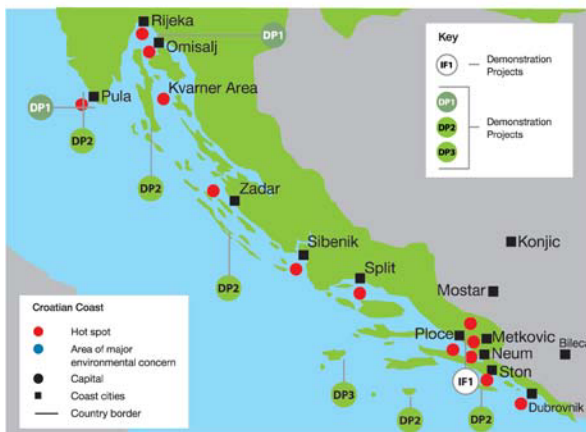 Rijeka
Omisalj
DP1
Kvarner Area
Pula
DP1
DP2
DP2
Zadar
DP2
Sibenik
Split
Konjic
Mostar
Ploce
Metkovic
Neum
Bileca
Ston
IF1
DP3
DP2
DP2
Dubrovnik
Key
IF1
Demonstration
Projects
DP1
DP2
Demonstration
Projects
DP3
Croatian Coast
Hot spot
Area of major
environmental concern
Capital
Coast cities
Country border